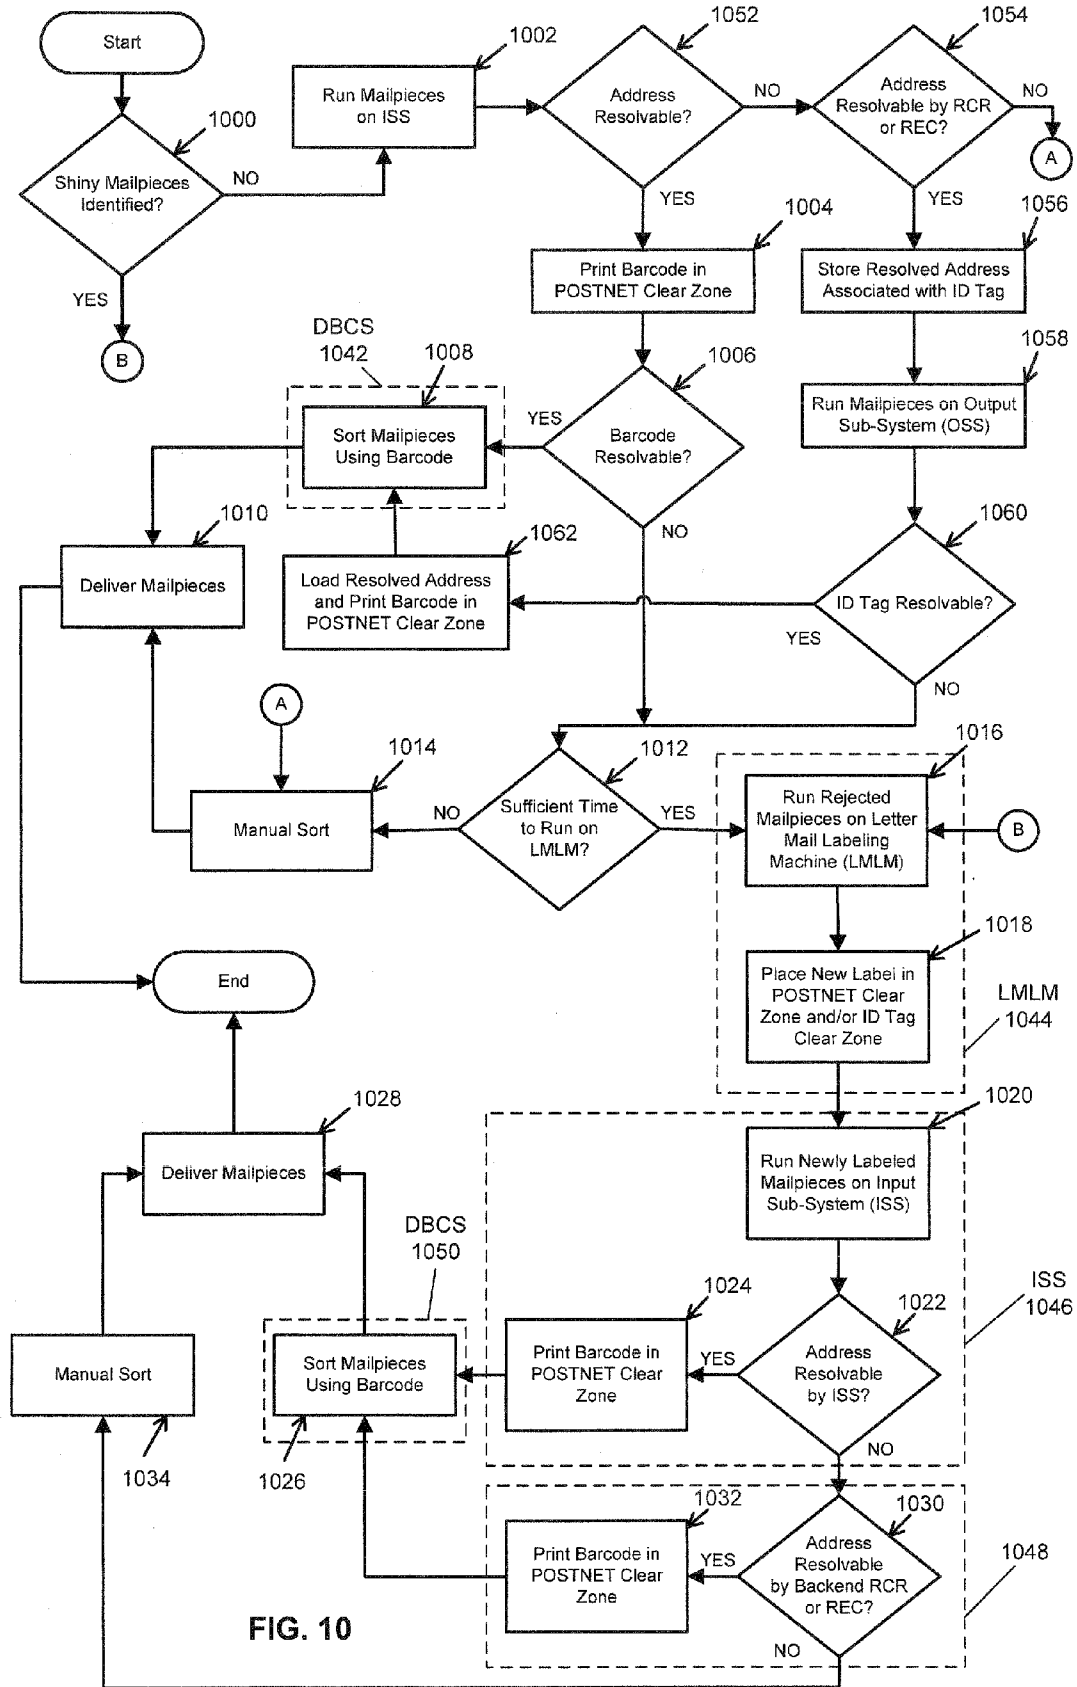 Start
1000
Shiny Mailpieces
Identified?
NO
YES
B
1002
Run Mailpieces
on ISS
1052
Address
Resolvable?
NO
YES
1054
Address
Resolvable by RCR
or REC?
NO
A
YES
1004
Print Barcode in
POSTNET Clear Zone
1056
Store Resolved Address
Associated with ID Tag
DBCS
1042
1008
Sort Mailpieces
Using Barcode
YES
1006
Barcode
Resolvable?
NO
1058
Run Mailpieces on Output
Sub-System (OSS)
1010
Deliver Mailpieces
1062
Load Resolved Address
and Print Barcode in
POSTNET Clear Zone
1060
ID Tag Resolvable?
YES
NO
A
1014
Manual Sort
NO
1012
Sufficient Time
to Run on
LMLM?
YES
1016
Run Rejected
Mailpieces on Letter
Mail Labeling
Machine (LMLM)
B
End
1018
Place New Label in
POSTNET Clear
Zone and/or ID Tag
Clear Zone
LMLM
1044
1028
Deliver Mailpieces
1020
Run Newly Labeled
Mailpieces on Input
Sub-System (ISS)
DBCS
1050
1024
Print Barcode in
POSTNET Clear
Zone
YES
1022
Address
Resolvable
by ISS?
NO
ISS
1046
Manual Sort
1034
Sort Mailpieces
Using Barcode
1026
1032
Print Barcode in
POSTNET Clear
Zone
YES
1030
Address
Resolvable
by Backend RCR
or REC?
NO
1048
FIG. 10